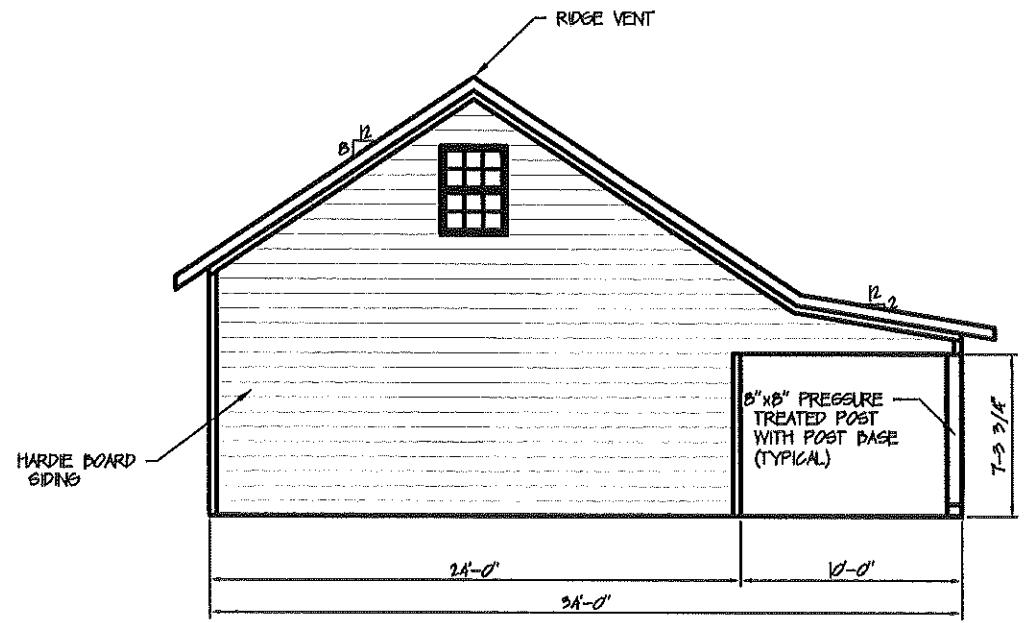 RIDGE VENT
12
8
12
2
8"x8" PRESSURE
TREATED POST
WITH POST BASE
(TYPICAL)
7-3 3/4"
HARDIE BOARD
SIDING
24'-0"
10'-0"
34'-0"